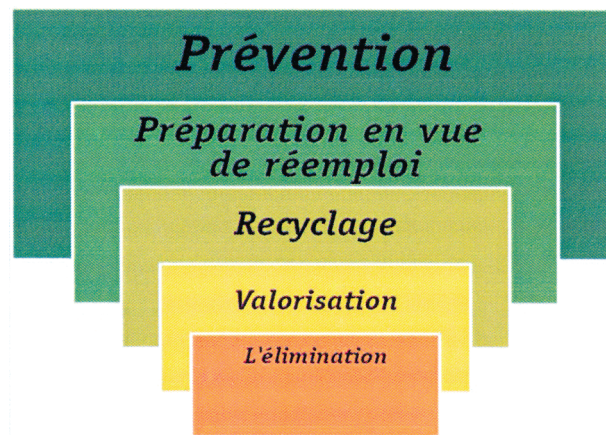 Prévention
Préparation en vue
de réemploi
Recyclage
Valorisation
L'élimination